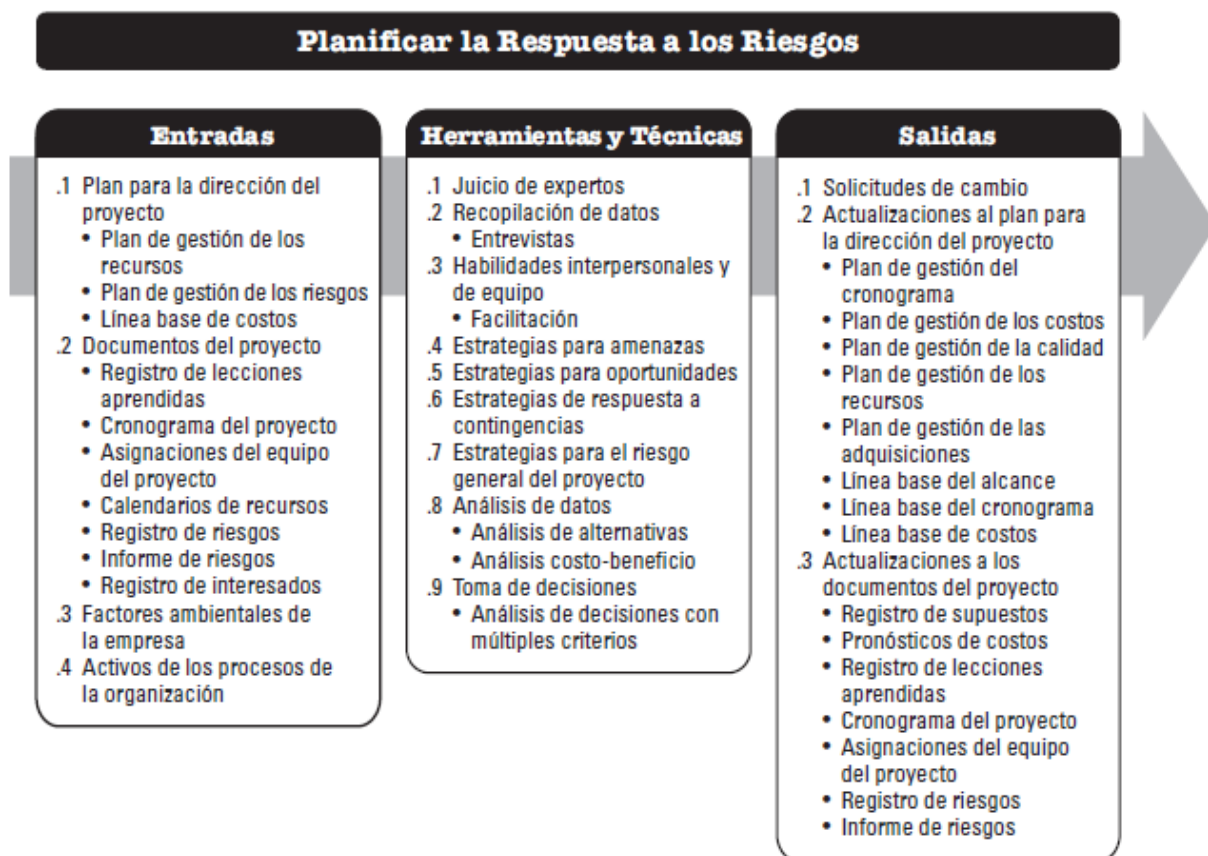 Planificar la Respuesta a los Riesgos
Entradas
.1 Plan para la dirección del
proyecto
• Plan de gestión de los
recursos
• Plan de gestión de los riesgos
• Línea base de costos
.2 Documentos del proyecto
• Registro de lecciones
aprendidas
• Cronograma del proyecto
• Asignaciones del equipo
del proyecto
• Calendarios de recursos
• Registro de riesgos
• Informe de riesgos
• Registro de interesados
.3 Factores ambientales de
la empresa
.4 Activos de los procesos de
la organización
Herramientas y Técnicas
.1 Juicio de expertos
.2 Recopilación de datos
• Entrevistas
.3 Habilidades interpersonales y
de equipo
• Facilitación
.4 Estrategias para amenazas
.5 Estrategias para oportunidades
.6 Estrategias de respuesta a
contingencias
.7 Estrategias para el riesgo
general del proyecto
.8 Análisis de datos
• Análisis de alternativas
• Análisis costo-beneficio
.9 Toma de decisiones
• Análisis de decisiones con
múltiples criterios
Salidas
.1 Solicitudes de cambio
.2 Actualizaciones al plan para
la dirección del proyecto
• Plan de gestión del
cronograma
• Plan de gestión de los costos
• Plan de gestión de la calidad
• Plan de gestión de los
recursos
• Plan de gestión de las
adquisiciones
• Línea base del alcance
• Línea base del cronograma
• Línea base de costos
.3 Actualizaciones a los
documentos del proyecto
• Registro de supuestos
• Pronósticos de costos
• Registro de lecciones
aprendidas
• Cronograma del proyecto
• Asignaciones del equipo
del proyecto
• Registro de riesgos
• Informe de riesgos